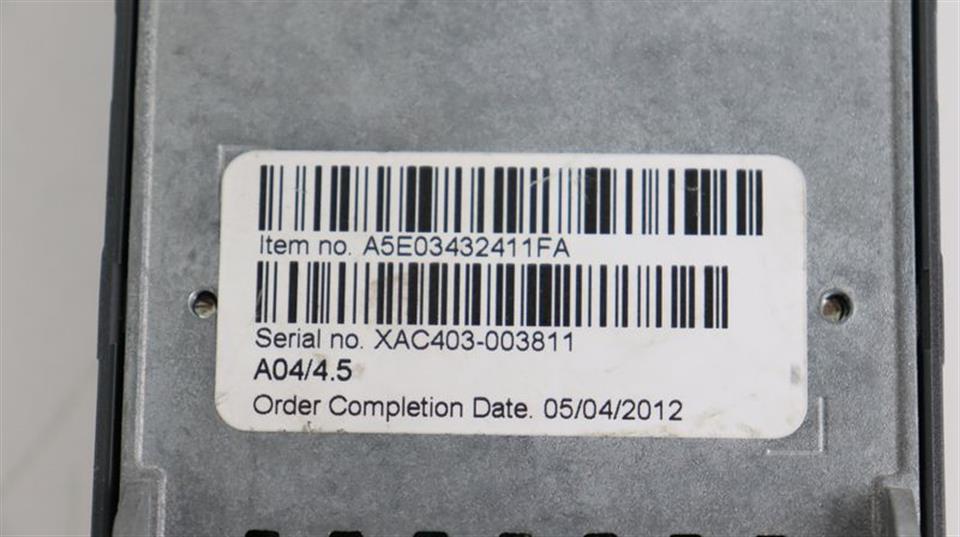 Item no. A5E03432411FA
Serial no. XAC403-003811
A04/4.5
Order Completion Date. 05/04/2012